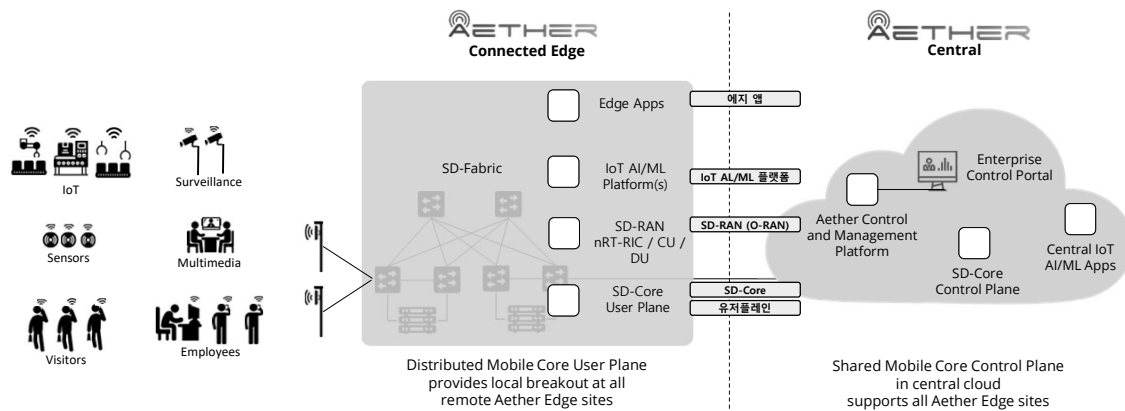 AETHER
Connected Edge
AETHER
Central
Edge Apps
에지 앱
SD-Fabric
IoT AI/ML
Platform(s)
IoT AL/ML 플랫폼
SD-RAN
nRT-RIC / CU /
DU
SD-RAN (O-RAN)
SD-Core
User Plane
SD-Core
유저플레인
IoT
Surveillance
Sensors
Multimedia
Visitors
Employees
Enterprise
Control Portal
Aether Control
and Management
Platform
SD-Core
Control Plane
Central IoT
AI/ML Apps
Distributed Mobile Core User Plane
provides local breakout at all
remote Aether Edge sites
Shared Mobile Core Control Plane
in central cloud
supports all Aether Edge sites